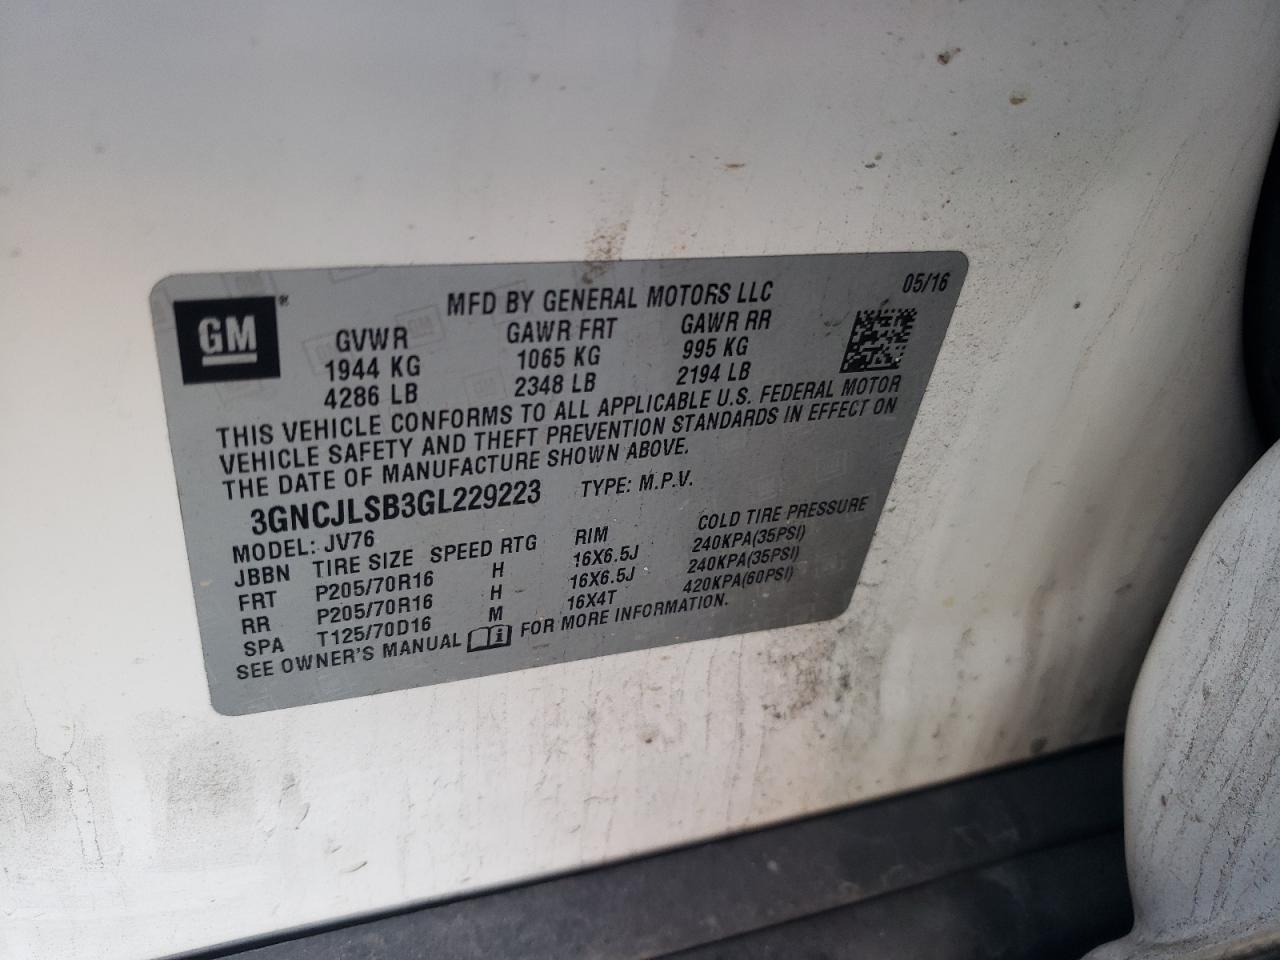 GM ®
MFD BY GENERAL MOTORS LLC 05/16
GVWR GAWR FRT GAWR RR
1944 KG 1065 KG 995 KG
4286 LB 2348 LB 2194 LB
THIS VEHICLE CONFORMS TO ALL APPLICABLE U.S. FEDERAL MOTOR
VEHICLE SAFETY AND THEFT PREVENTION STANDARDS IN EFFECT ON
THE DATE OF MANUFACTURE SHOWN ABOVE.
3GNCJLSB3GL229223 TYPE: M.P.V.
MODEL: JV76
JBBN TIRE SIZE SPEED RTG RIM COLD TIRE PRESSURE
FRT P205/70R16 H 16X6.5J 240KPA(35PSI)
RR P205/70R16 H 16X6.5J 240KPA(35PSI)
SPA T125/70D16 M 16X4T 420KPA(60PSI)
SEE OWNER'S MANUAL FOR MORE INFORMATION.